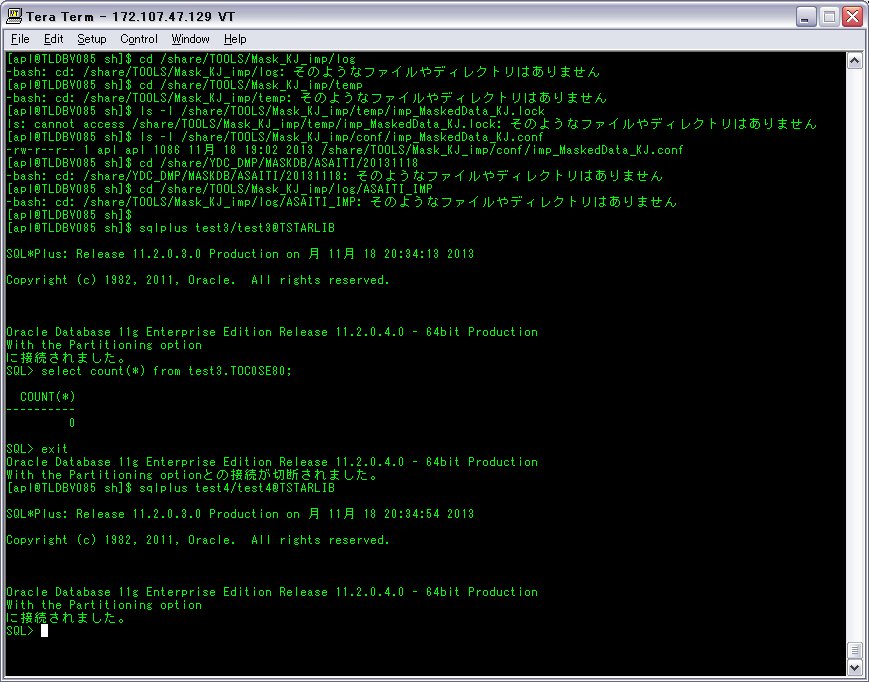 Tera Term - 172.107.47.129 VT
File Edit Setup Control Window Help
[apl@TLDBY085 sh]$ cd /share/TOOLS/Mask_KJ_imp/log
-bash: cd: /share/TOOLS/Mask_KJ_imp/log: そのようなファイルやディレクトリはありません
[apl@TLDBY085 sh]$ cd /share/TOOLS/Mask_KJ_imp/temp
-bash: cd: /share/TOOLS/Mask_KJ_imp/temp: そのようなファイルやディレクトリはありません
[apl@TLDBY085 sh]$ ls -l /share/TOOLS/Mask_KJ_imp/temp/imp_MaskedData_KJ.lock
ls: cannot access /share/TOOLS/Mask_KJ_imp/temp/imp_MaskedData_KJ.lock: そのようなファイルやディレクトリはありません
[apl@TLDBY085 sh]$ ls -l /share/TOOLS/Mask_KJ_imp/conf/imp_MaskedData_KJ.conf
-rw-r--r-- 1 apl apl 1086 11月 18 19:02 2013 /share/TOOLS/Mask_KJ_imp/conf/imp_MaskedData_KJ.conf
[apl@TLDBY085 sh]$ cd /share/YDC_DMP/MASKDB/ASAITI/20131118
-bash: cd: /share/YDC_DMP/MASKDB/ASAITI/20131118: そのようなファイルやディレクトリはありません
[apl@TLDBY085 sh]$ cd /share/TOOLS/Mask_KJ_imp/log/ASAITI_IMP
-bash: cd: /share/TOOLS/Mask_KJ_imp/log/ASAITI_IMP: そのようなファイルやディレクトリはありません
[apl@TLDBY085 sh]$
[apl@TLDBY085 sh]$ sqlplus test3/test3@TSTARLIB
SQL*Plus: Release 11.2.0.3.0 Production on 月 11月 18 20:34:13 2013
Copyright (c) 1982, 2011, Oracle.  All rights reserved.
Oracle Database 11g Enterprise Edition Release 11.2.0.4.0 - 64bit Production
With the Partitioning option
に接続されました。
SQL> select count(*) from test3.TOCOSE80;
COUNT(*)
----------
0
SQL> exit
Oracle Database 11g Enterprise Edition Release 11.2.0.4.0 - 64bit Production
With the Partitioning optionとの接続が切断されました。
[apl@TLDBY085 sh]$ sqlplus test4/test4@TSTARLIB
SQL*Plus: Release 11.2.0.3.0 Production on 月 11月 18 20:34:54 2013
Copyright (c) 1982, 2011, Oracle.  All rights reserved.
Oracle Database 11g Enterprise Edition Release 11.2.0.4.0 - 64bit Production
With the Partitioning option
に接続されました。
SQL>